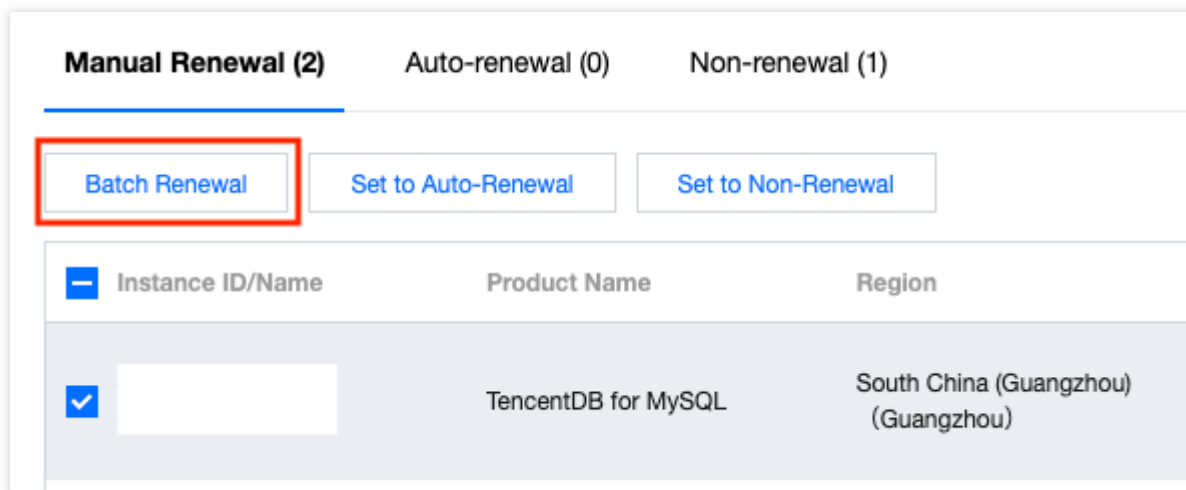 Manual Renewal (2) Auto-renewal (0) Non-renewal (1)
Batch Renewal Set to Auto-Renewal Set to Non-Renewal
Instance ID/Name Product Name Region
TencentDB for MySQL South China (Guangzhou)
（Guangzhou）